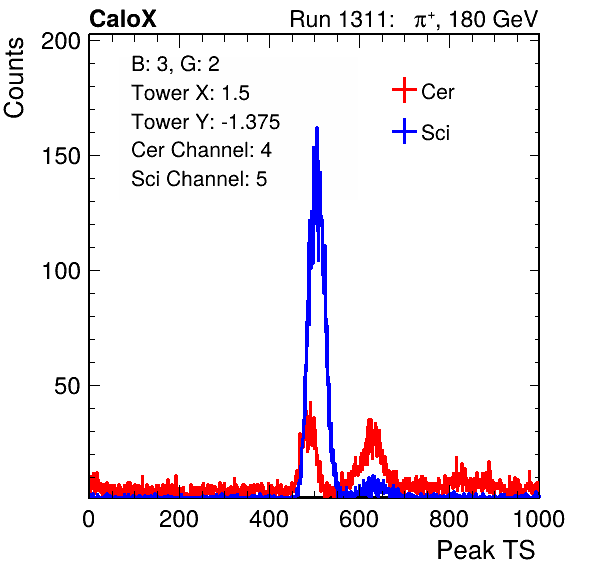 CaloX Run 1311: π⁺, 180 GeV
Counts
B: 3, G: 2
Tower X: 1.5
Tower Y: -1.375
Cer Channel: 4
Sci Channel: 5
Cer
Sci
200
150
100
50
0 200 400 600 800 1000
Peak TS